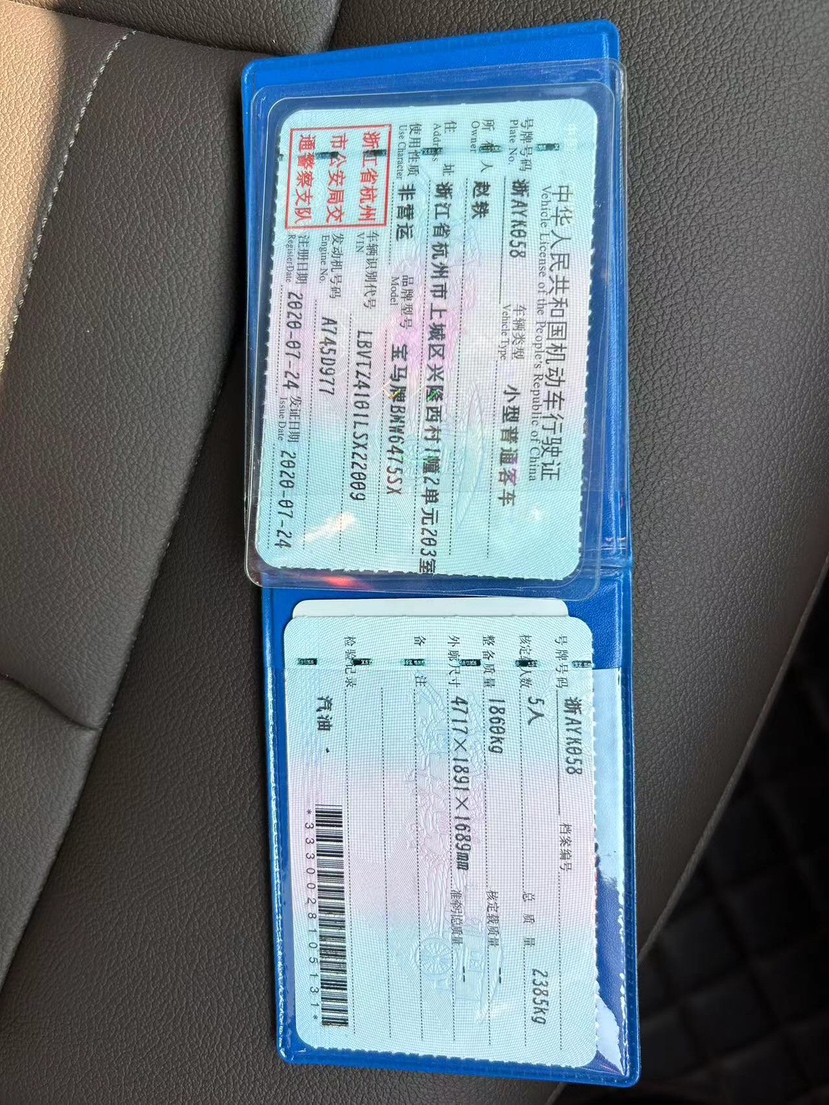 中华人民共和国机动车行驶证
Vehicle License of the People's Republic of China
号牌号码 浙AYK058 车辆类型 小型普通客车
Plate No. Vehicle Type
所有人 赵轶
Owner
住址 浙江省杭州市上城区兴隆西村1幢2单元203室
Address
使用性质 非营运 品牌型号 宝马牌BMW6475SX
Use Character Model
浙江省杭州
市公安局交
通警察支队
车辆识别代号 LBVTZ4101LSX22009
VIN
发动机号码 A745D977
Engine No.
注册日期 2020-07-24 发证日期 2020-07-24
Register Date Issue Date
号牌号码 浙AYK058 档案编号
核定载人数 5人 总质量 2385kg
整备质量 1860kg 核定载质量 --
外廓尺寸 4717×1891×1689mm 准牵引总质量 --
备注
检验记录
汽油
*3330028105131*